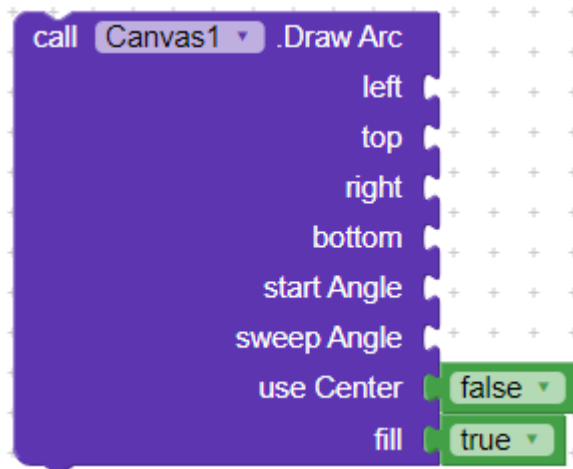 call Canvas1 .Draw Arc
left
top
right
bottom
start Angle
sweep Angle
use Center false
fill true